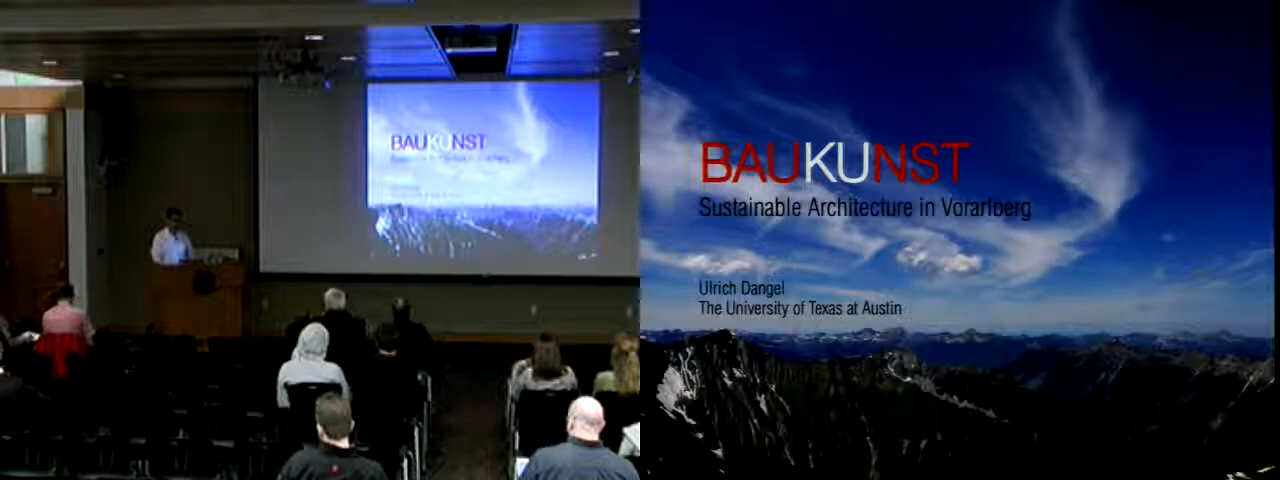 BAUKUNST
BAUKUNST
Sustainable Architecture in Vorarlberg
Ulrich Dangel
The University of Texas at Austin